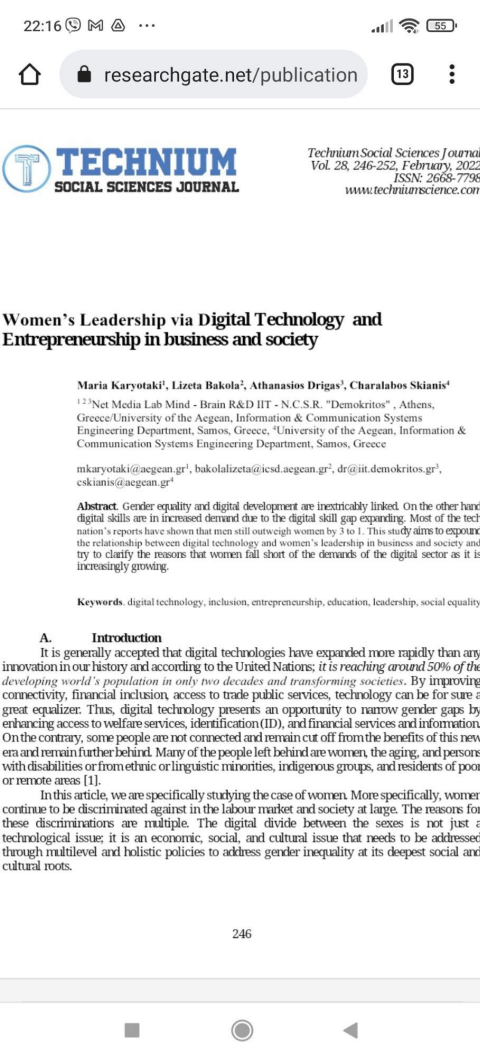 22:16
55
researchgate.net/publication
13
TECHNIUM
SOCIAL SCIENCES JOURNAL
Technium Social Sciences Journal
Vol. 28, 246-252, February, 2022
ISSN: 2668-7798
www.techniumscience.com
Women's Leadership via Digital Technology and
Entrepreneurship in business and society
Maria Karyotaki¹, Lizeta Bakola², Athanasios Drigas³, Charalabos Skianis⁴
¹ ² ³Net Media Lab Mind - Brain R&D IIT - N.C.S.R. "Demokritos" , Athens,
Greece/University of the Aegean, Information & Communication Systems
Engineering Department, Samos, Greece, ⁴University of the Aegean, Information &
Communication Systems Engineering Department, Samos, Greece
mkaryotaki@aegean.gr¹, bakolalizeta@icsd.aegean.gr², dr@iit.demokritos.gr³,
cskianis@aegean.gr⁴
Abstract. Gender equality and digital development are inextricably linked. On the other hand
digital skills are in increased demand due to the digital skill gap expanding. Most of the tech
nation's reports have shown that men still outweigh women by 3 to 1. This study aims to expound
the relationship between digital technology and women's leadership in business and society and
try to clarify the reasons that women fall short of the demands of the digital sector as it is
increasingly growing.
Keywords. digital technology, inclusion, entrepreneurship, education, leadership, social equality
A. Introduction
It is generally accepted that digital technologies have expanded more rapidly than any
innovation in our history and according to the United Nations; it is reaching around 50% of the
developing world's population in only two decades and transforming societies. By improving
connectivity, financial inclusion, access to trade public services, technology can be for sure a
great equalizer. Thus, digital technology presents an opportunity to narrow gender gaps by
enhancing access to welfare services, identification (ID), and financial services and information.
On the contrary, some people are not connected and remain cut off from the benefits of this new
era and remain further behind. Many of the people left behind are women, the aging, and persons
with disabilities or from ethnic or linguistic minorities, indigenous groups, and residents of poor
or remote areas [1].
In this article, we are specifically studying the case of women. More specifically, women
continue to be discriminated against in the labour market and society at large. The reasons for
these discriminations are multiple. The digital divide between the sexes is not just a
technological issue; it is an economic, social, and cultural issue that needs to be addressed
through multilevel and holistic policies to address gender inequality at its deepest social and
cultural roots.
246